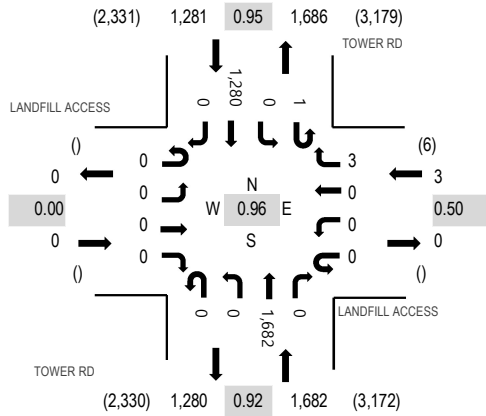 (2,331) 1,281 0.95 1,686 (3,179)
TOWER RD
LANDFILL ACCESS
0 1,280 0 1
() 0 3 (6)
0 0 N 0 3
0.00 W 0.96 E 0.50
0 0 S 0 0
() 0 0 ()
0 0 1,682 0
LANDFILL ACCESS
TOWER RD
(2,330) 1,280 0.92 1,682 (3,172)